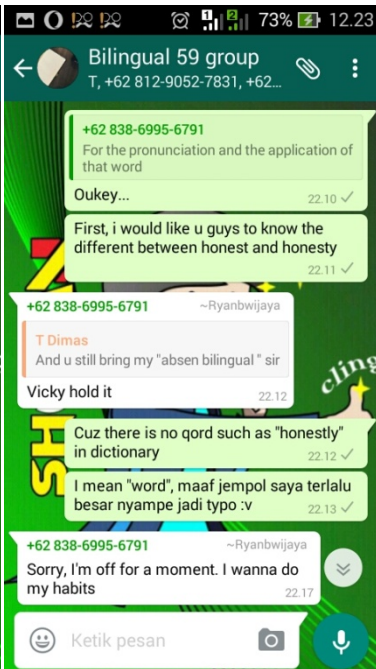 73% 12.23
Bilingual 59 group
T, +62 812-9052-7831, +62...
+62 838-6995-6791
For the pronunciation and the application of
that word
Oukey...
22.10
First, i would like u guys to know the
different between honest and honesty
22.11
+62 838-6995-6791 ~Ryanbwijaya
T Dimas
And u still bring my "absen bilingual " sir
Vicky hold it
22.12
cling
Cuz there is no qord such as "honestly"
in dictionary
22.12
I mean "word", maaf jempol saya terlalu
besar nyampe jadi typo :v
22.13
+62 838-6995-6791 ~Ryanbwijaya
Sorry, I'm off for a moment. I wanna do
my habits
22.17
Ketik pesan